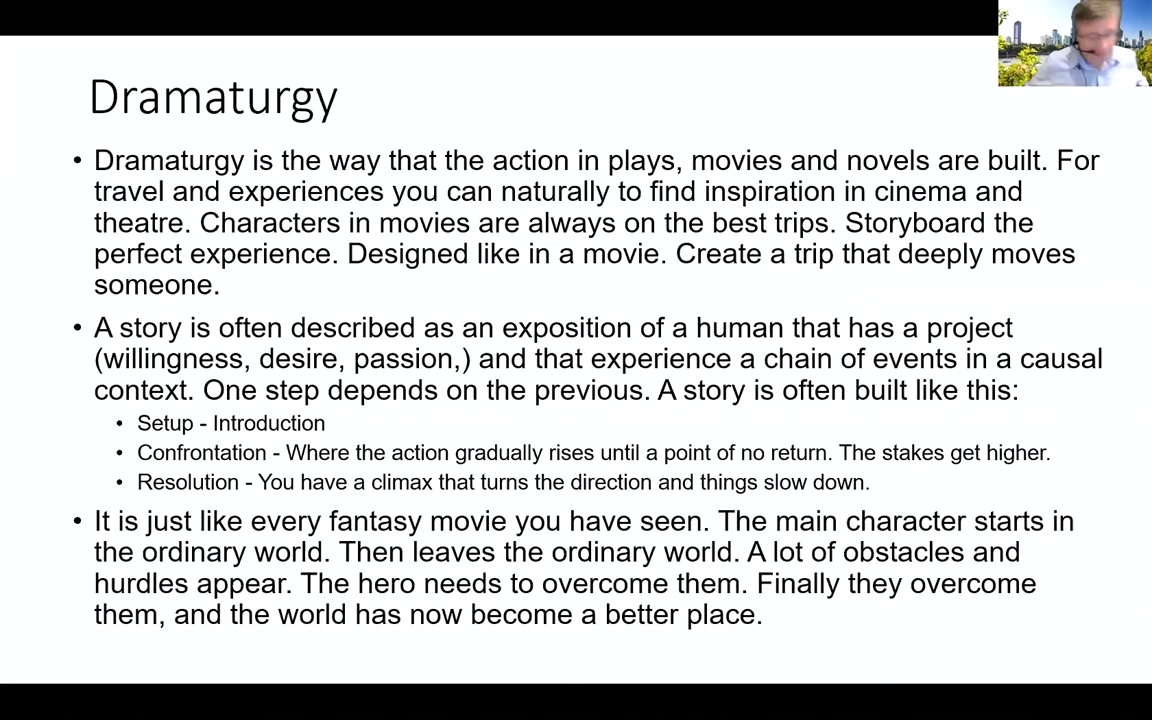 Dramaturgy
• Dramaturgy is the way that the action in plays, movies and novels are built. For
travel and experiences you can naturally to find inspiration in cinema and
theatre. Characters in movies are always on the best trips. Storyboard the
perfect experience. Designed like in a movie. Create a trip that deeply moves
someone.
• A story is often described as an exposition of a human that has a project
(willingness, desire, passion,) and that experience a chain of events in a causal
context. One step depends on the previous. A story is often built like this:
• Setup - Introduction
• Confrontation - Where the action gradually rises until a point of no return. The stakes get higher.
• Resolution - You have a climax that turns the direction and things slow down.
• It is just like every fantasy movie you have seen. The main character starts in
the ordinary world. Then leaves the ordinary world. A lot of obstacles and
hurdles appear. The hero needs to overcome them. Finally they overcome
them, and the world has now become a better place.